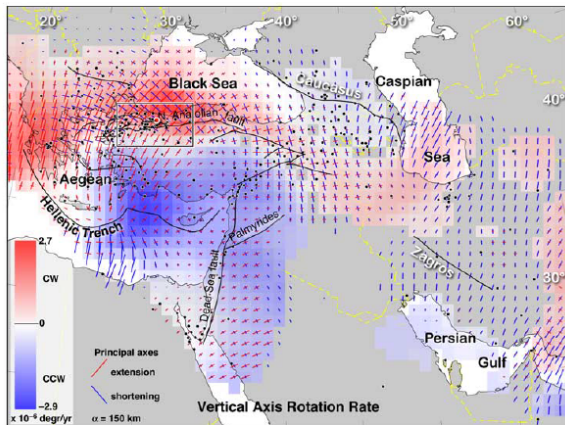 20°
30°
40°
50°
60°
Black Sea
Caucasus
Caspian
40°
N. Anatolian fault
Sea
Aegean
Hellenic Trench
Palmyrides
2.7
Zagros
CW
30°
Dead Sea fault
0
Principal axes
Persian
extension
CCW
Gulf
shortening
-2.9
x 10⁻⁶ degr/yr
α = 150 km
Vertical Axis Rotation Rate